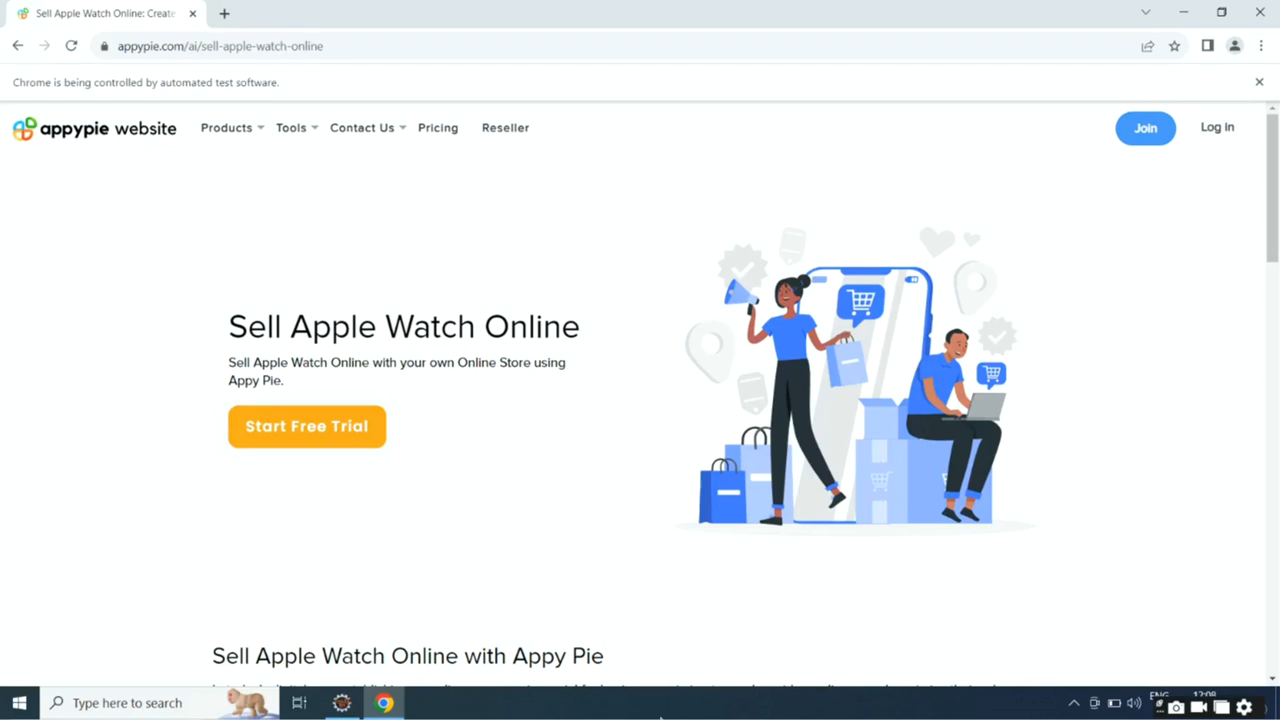 Sell Apple Watch Online: Create
appypie.com/ai/sell-apple-watch-online
Chrome is being controlled by automated test software.
appypie website
Products
Tools
Contact Us
Pricing
Reseller
Join
Log in
Sell Apple Watch Online
Sell Apple Watch Online with your own Online Store using
Appy Pie.
Start Free Trial
Sell Apple Watch Online with Appy Pie
Type here to search
ENG
12:08